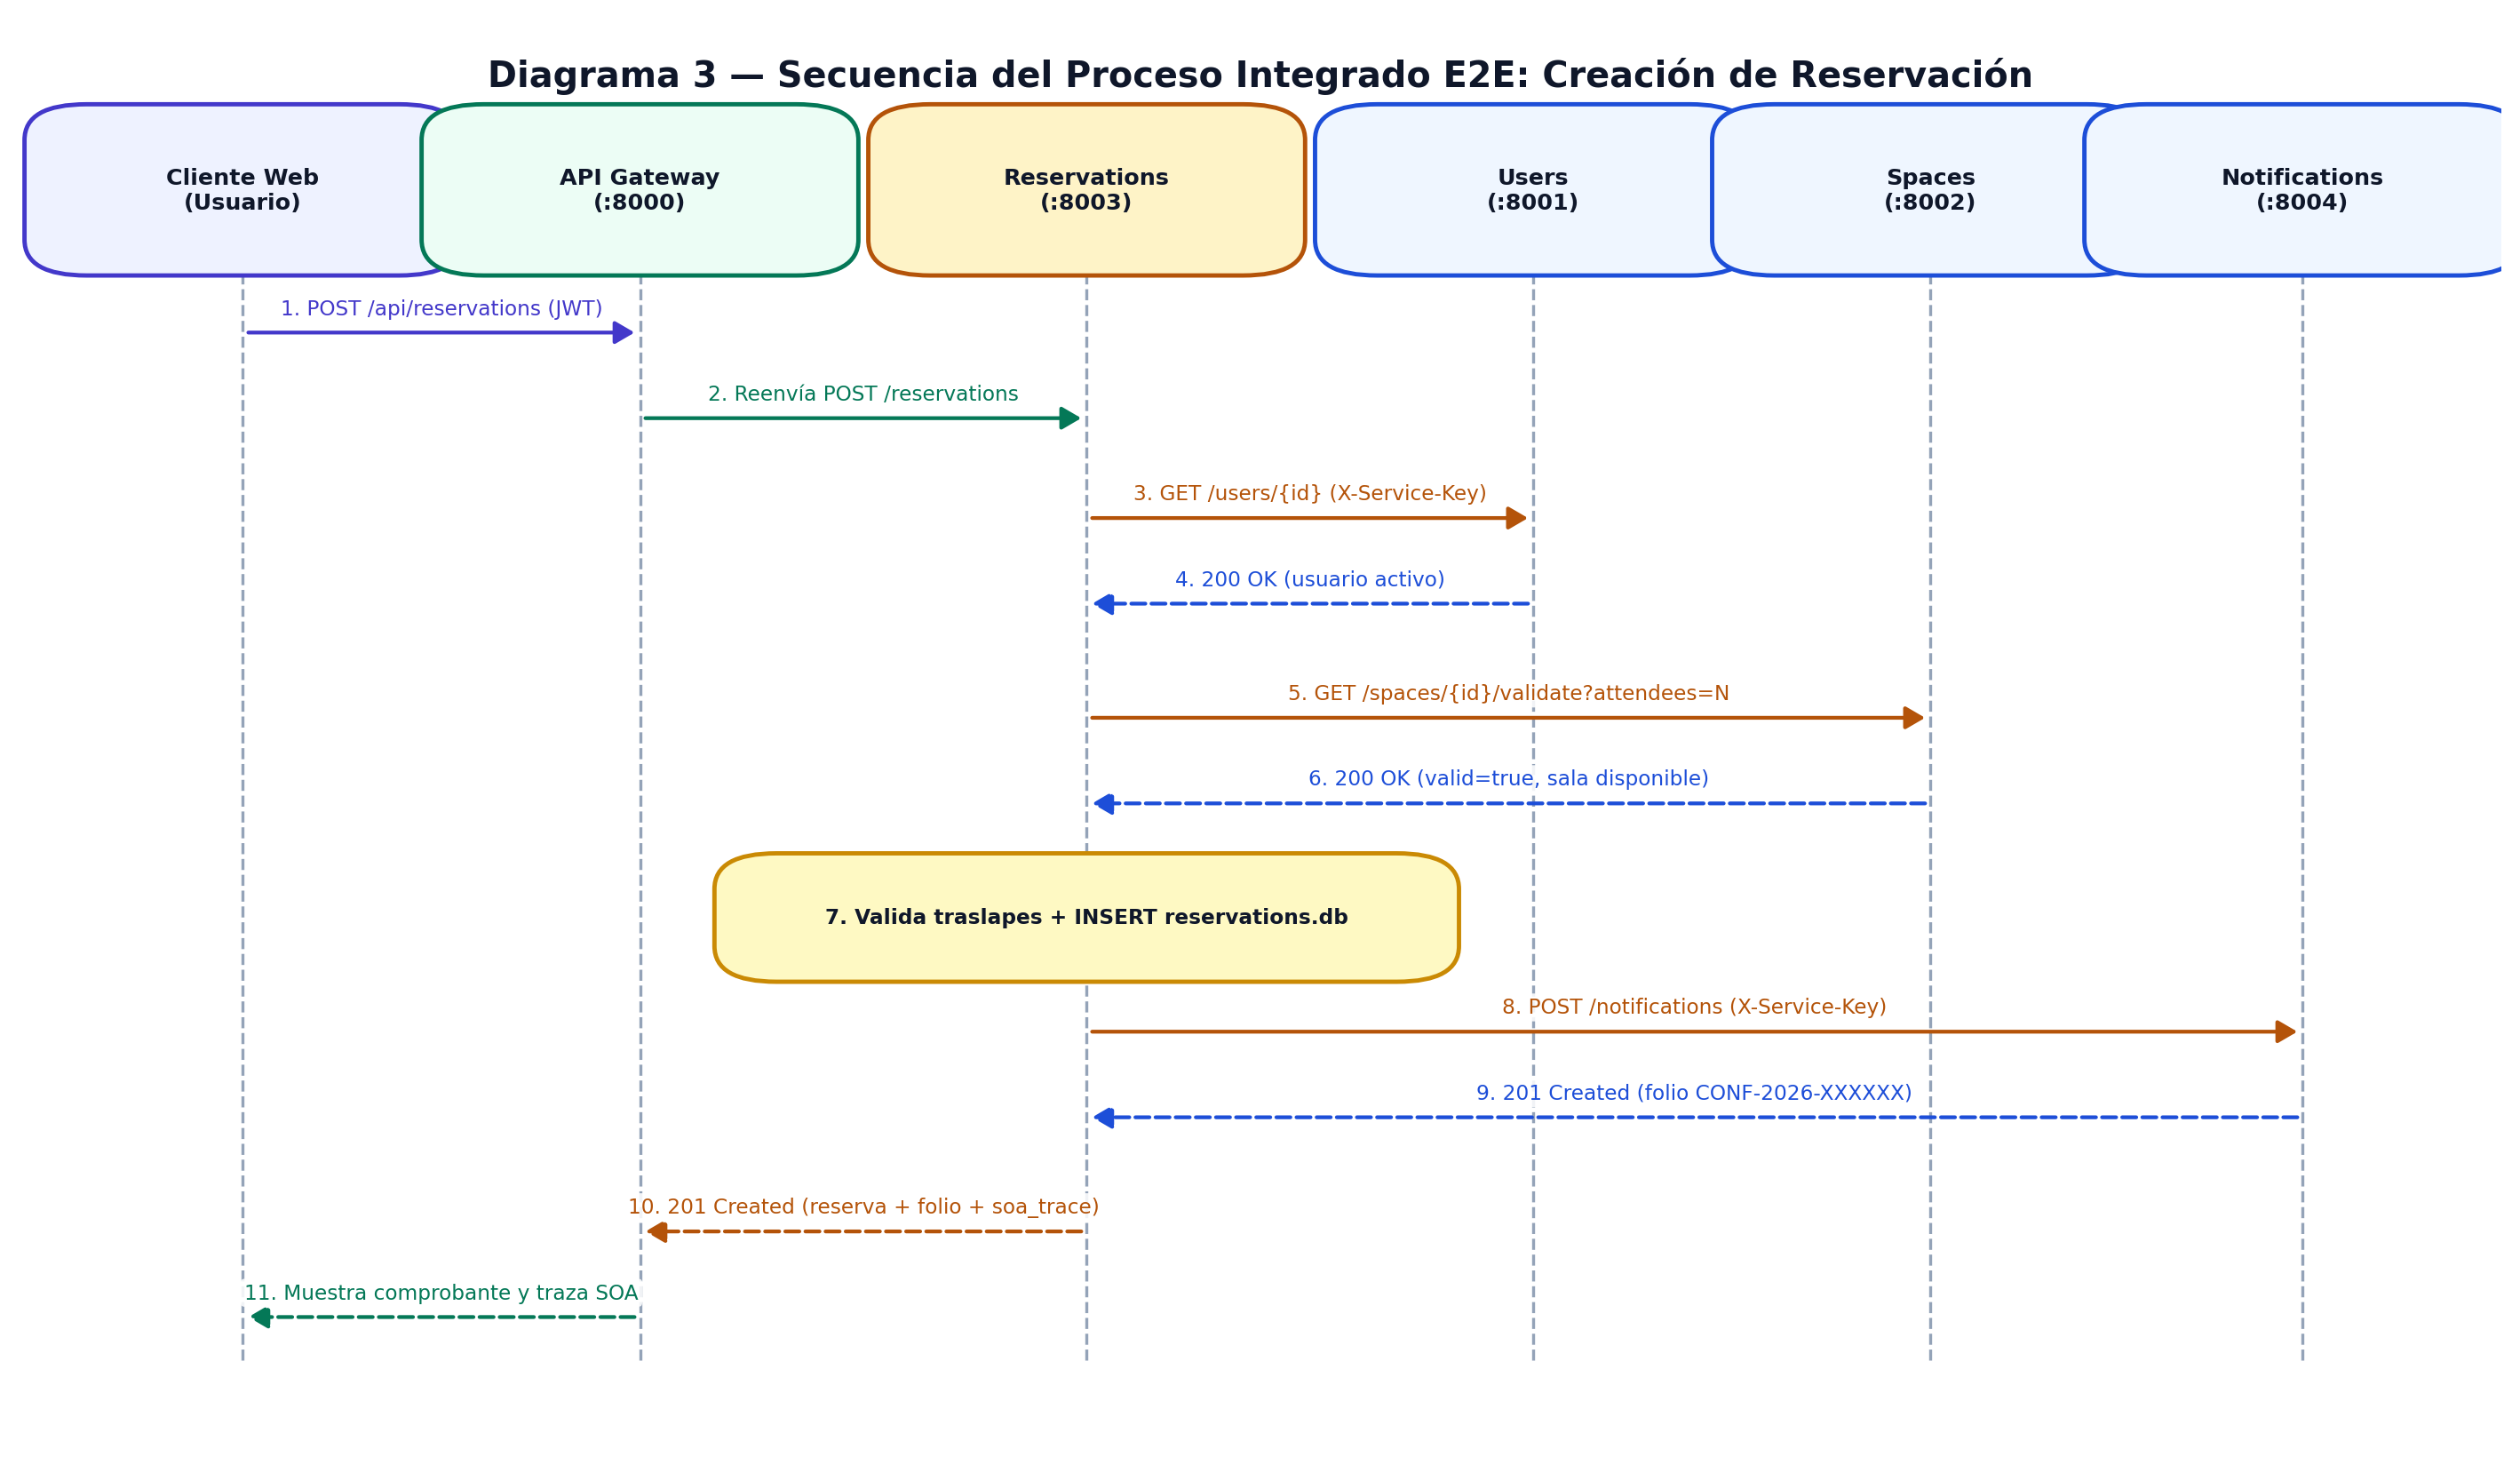 Diagrama 3 — Secuencia del Proceso Integrado E2E: Creación de Reservación
Cliente Web
(Usuario)
API Gateway
(:8000)
Reservations
(:8003)
Users
(:8001)
Spaces
(:8002)
Notifications
(:8004)
1. POST /api/reservations (JWT)
2. Reenvía POST /reservations
3. GET /users/{id} (X-Service-Key)
4. 200 OK (usuario activo)
5. GET /spaces/{id}/validate?attendees=N
6. 200 OK (valid=true, sala disponible)
7. Valida traslapes + INSERT reservations.db
8. POST /notifications (X-Service-Key)
9. 201 Created (folio CONF-2026-XXXXXX)
10. 201 Created (reserva + folio + soa_trace)
11. Muestra comprobante y traza SOA